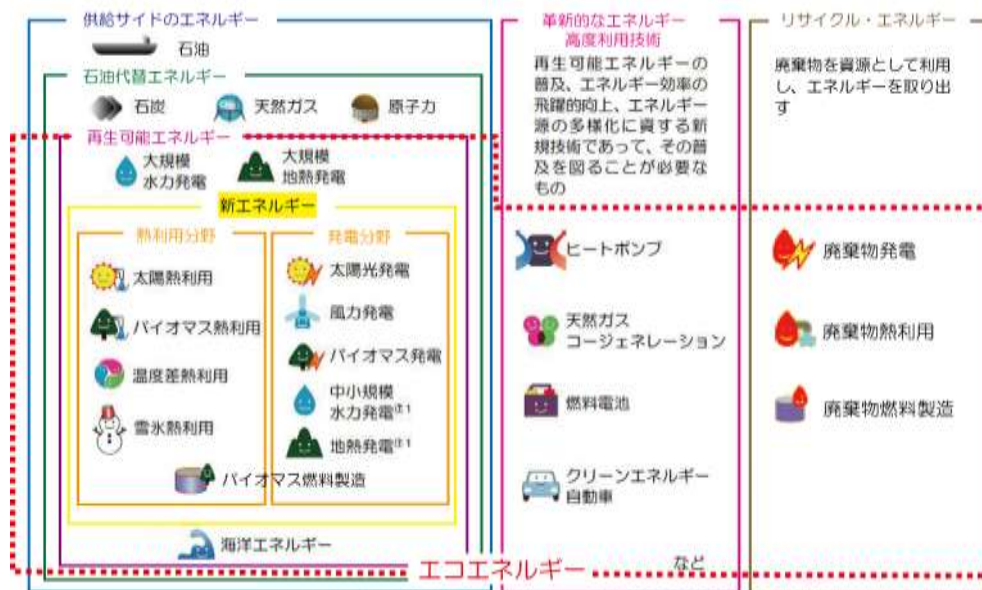 供給サイドのエネルギー
石油
石油代替エネルギー
石炭
天然ガス
原子力
再生可能エネルギー
大規模
水力発電
大規模
地熱発電
新エネルギー
熱利用分野
太陽熱利用
バイオマス熱利用
温度差熱利用
雪氷熱利用
発電分野
太陽光発電
風力発電
バイオマス発電
中小規模
水力発電注1
地熱発電注1
バイオマス燃料製造
海洋エネルギー
革新的なエネルギー
高度利用技術
再生可能エネルギーの
普及、エネルギー効率の
飛躍的向上、エネルギー
源の多様化に資する新
規技術であって、その普
及を図ることが必要な
もの
ヒートポンプ
天然ガス
コージェネレーション
燃料電池
クリーンエネルギー
自動車
など
リサイクル・エネルギー
廃棄物を資源として利用
し、エネルギーを取り出
す
廃棄物発電
廃棄物熱利用
廃棄物燃料製造
エコエネルギー